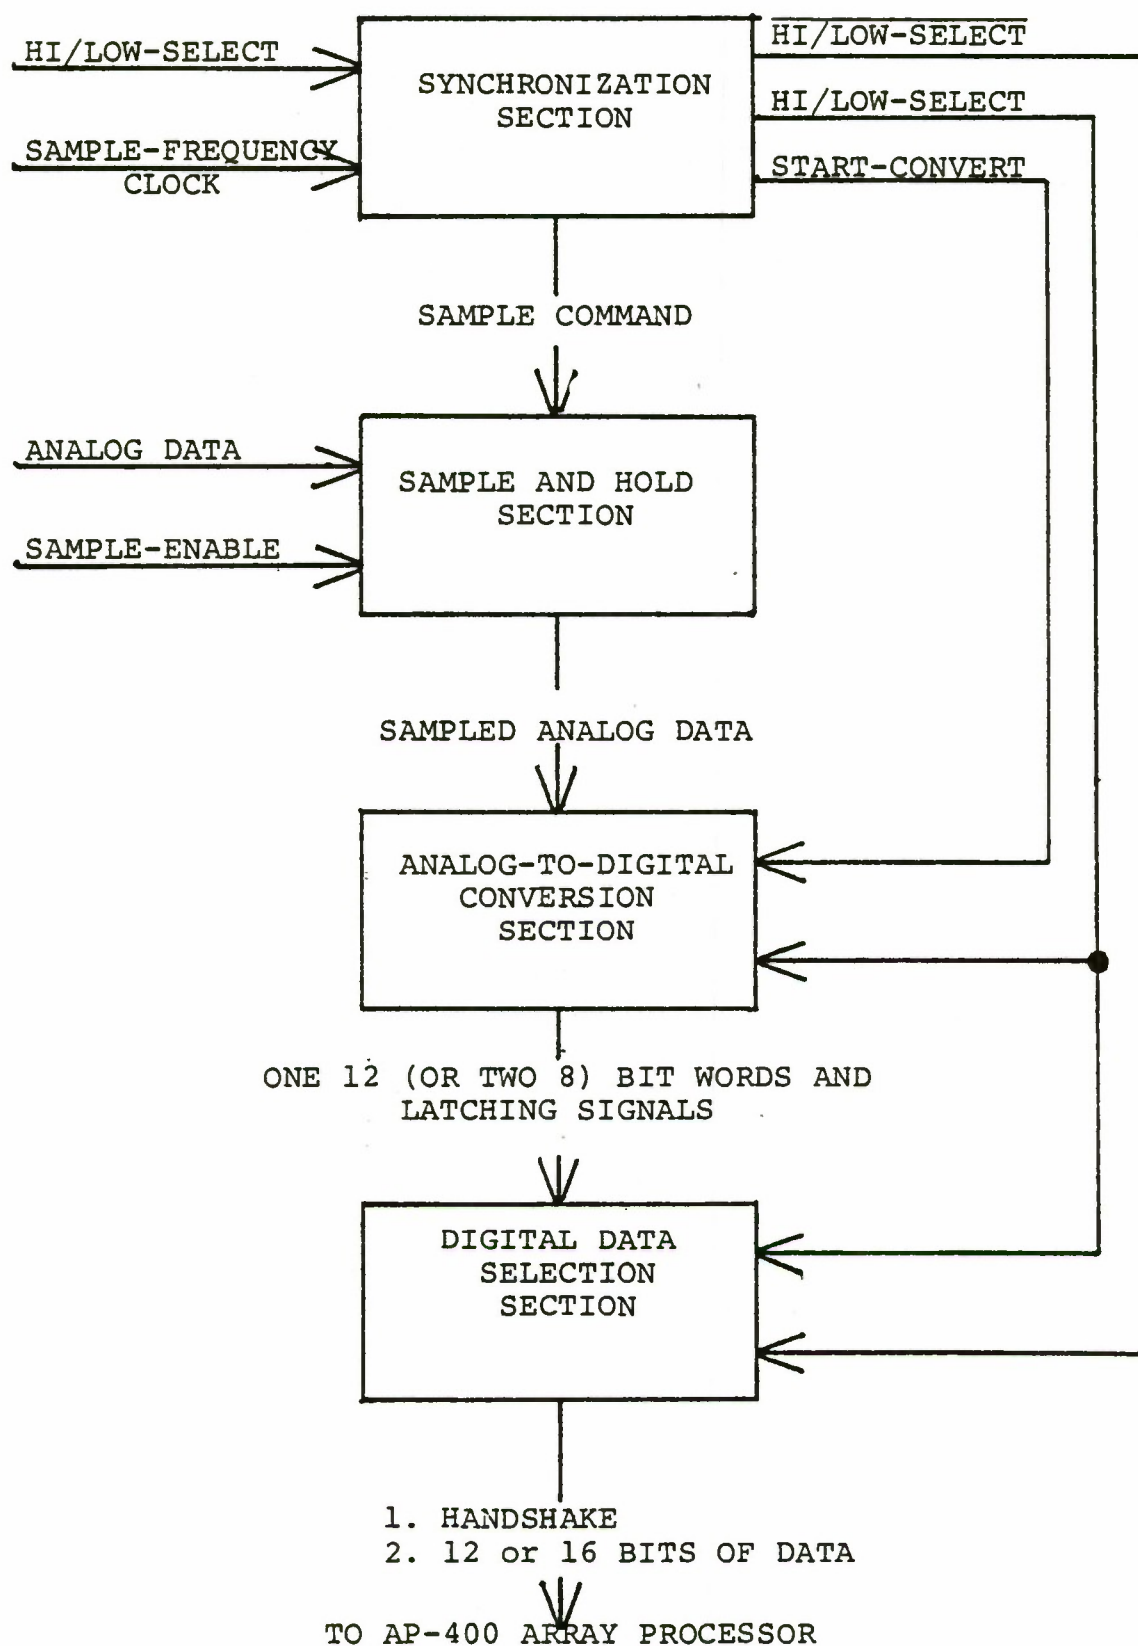 HI/LOW-SELECT
HI/LOW-SELECT
SYNCHRONIZATION
SECTION
HI/LOW-SELECT
SAMPLE-FREQUENCY
CLOCK
START-CONVERT
SAMPLE COMMAND
ANALOG DATA
SAMPLE AND HOLD
SECTION
SAMPLE-ENABLE
SAMPLED ANALOG DATA
ANALOG-TO-DIGITAL
CONVERSION
SECTION
ONE 12 (OR TWO 8) BIT WORDS AND
LATCHING SIGNALS
DIGITAL DATA
SELECTION
SECTION
1. HANDSHAKE
2. 12 or 16 BITS OF DATA
TO AP-400 ARRAY PROCESSOR